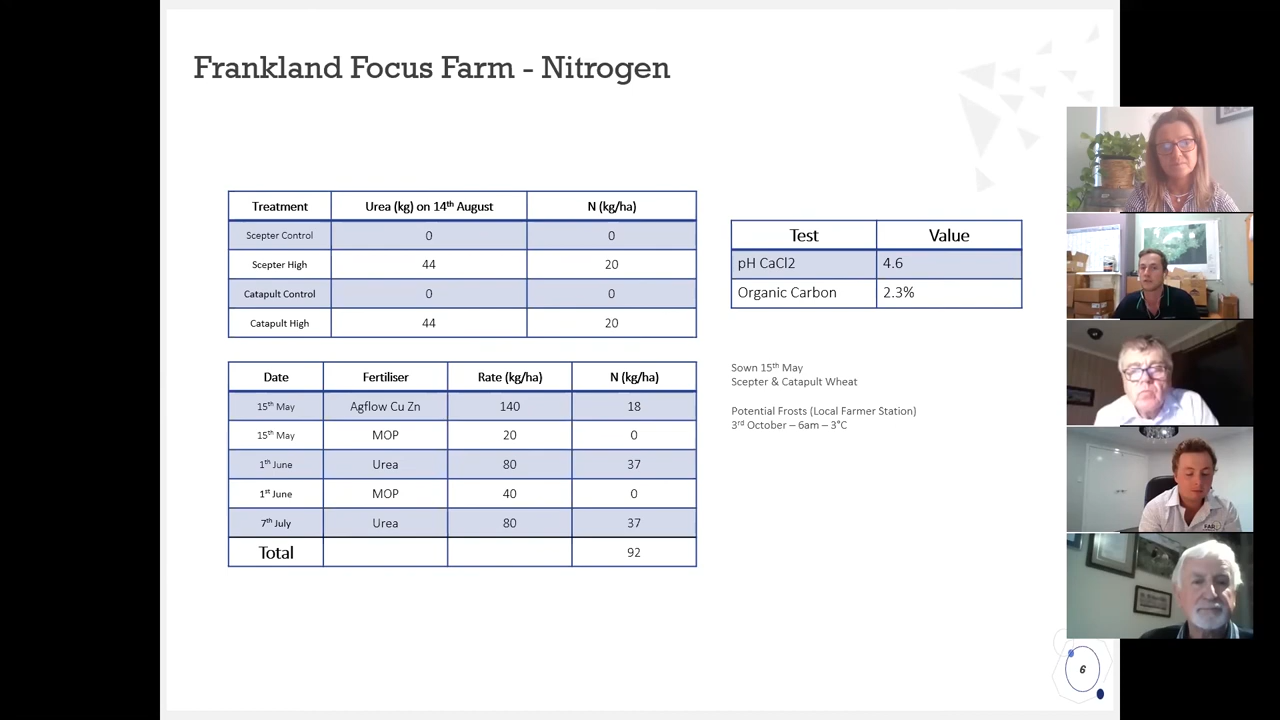 Frankland Focus Farm - Nitrogen
Treatment Urea (kg) on 14th August N (kg/ha)
Scepter Control 0 0
Scepter High 44 20
Catapult Control 0 0
Catapult High 44 20
Test Value
pH CaCl2 4.6
Organic Carbon 2.3%
Date Fertiliser Rate (kg/ha) N (kg/ha)
15th May Agflow Cu Zn 140 18
15th May MOP 20 0
1th June Urea 80 37
1st June MOP 40 0
7th July Urea 80 37
Total 92
Sown 15th May
Scepter & Catapult Wheat
Potential Frosts (Local Farmer Station)
3rd October – 6am – 3°C
6